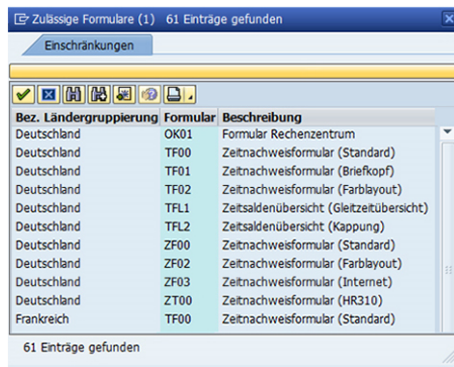 Zulässige Formulare (1) 61 Einträge gefunden
Einschränkungen
Bez. Ländergruppierung Formular Beschreibung
Deutschland OK01 Formular Rechenzentrum
Deutschland TF00 Zeitnachweisformular (Standard)
Deutschland TF01 Zeitnachweisformular (Briefkopf)
Deutschland TF02 Zeitnachweisformular (Farblayout)
Deutschland TFL1 Zeitsaldenübersicht (Gleitzeitübersicht)
Deutschland TFL2 Zeitsaldenübersicht (Kappung)
Deutschland ZF00 Zeitnachweisformular (Standard)
Deutschland ZF02 Zeitnachweisformular (Farblayout)
Deutschland ZF03 Zeitnachweisformular (Internet)
Deutschland ZT00 Zeitnachweisformular (HR310)
Frankreich TF00 Zeitnachweisformular (Standard)
61 Einträge gefunden